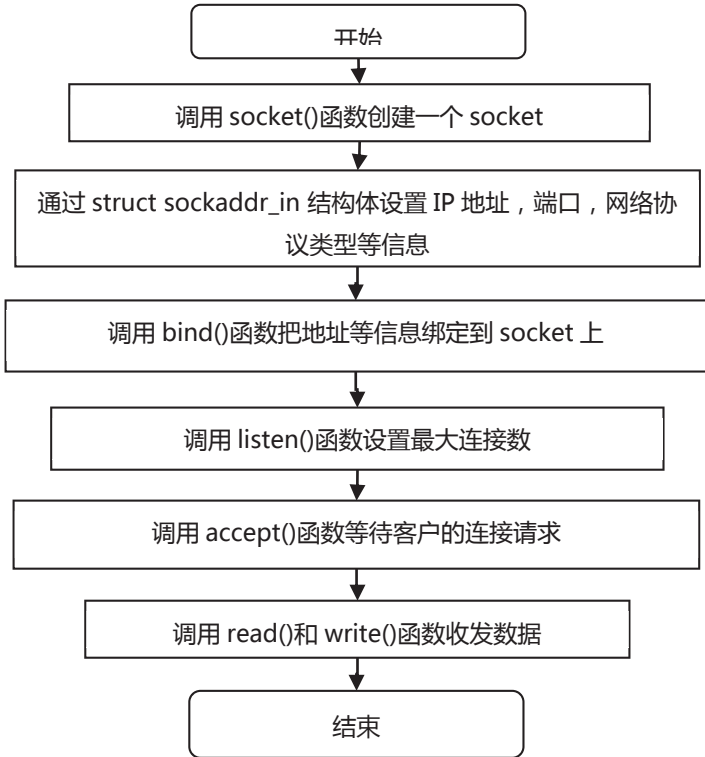 开始
调用 socket()函数创建一个 socket
通过 struct sockaddr_in 结构体设置 IP 地址，端口，网络协
议类型等信息
调用 bind()函数把地址等信息绑定到 socket 上
调用 listen()函数设置最大连接数
调用 accept()函数等待客户的连接请求
调用 read()和 write()函数收发数据
结束